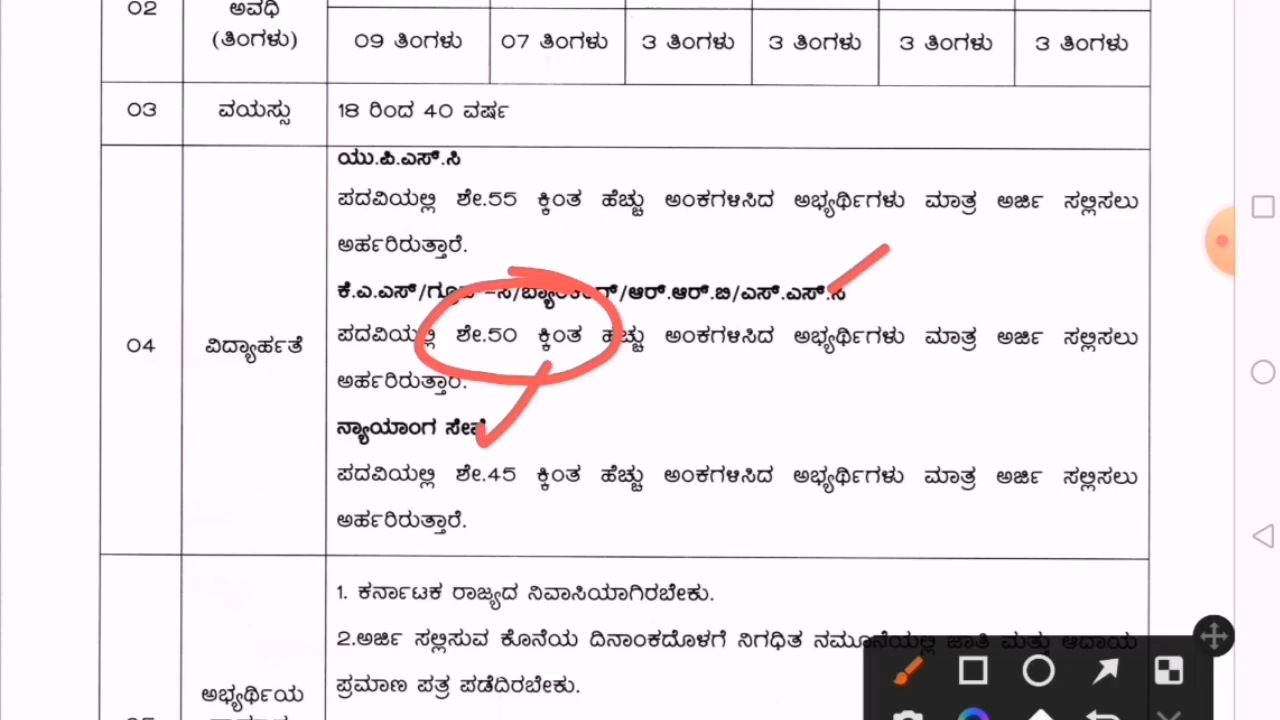 02
ಅವಧಿ
(ತಿಂಗಳು)
09 ತಿಂಗಳು 07 ತಿಂಗಳು 3 ತಿಂಗಳು 3 ತಿಂಗಳು 3 ತಿಂಗಳು 3 ತಿಂಗಳು
03 ವಯಸ್ಸು 18 ರಿಂದ 40 ವರ್ಷ
04 ವಿದ್ಯಾರ್ಹತೆ
ಯು.ಪಿ.ಎಸ್.ಸಿ
ಪದವಿಯಲ್ಲಿ ಶೇ.55 ಕ್ಕಿಂತ ಹೆಚ್ಚು ಅಂಕಗಳಿಸಿದ ಅಭ್ಯರ್ಥಿಗಳು ಮಾತ್ರ ಅರ್ಜಿ ಸಲ್ಲಿಸಲು
ಅರ್ಹರಿರುತ್ತಾರೆ.
ಕೆ.ಎ.ಎಸ್/ಗ್ರೂಪ್ –ಸಿ/ಬ್ಯಾಂಕಿಂಗ್/ಆರ್.ಆರ್.ಬಿ/ಎಸ್.ಎಸ್.ಸಿ
ಪದವಿಯಲ್ಲಿ ಶೇ.50 ಕ್ಕಿಂತ ಹೆಚ್ಚು ಅಂಕಗಳಿಸಿದ ಅಭ್ಯರ್ಥಿಗಳು ಮಾತ್ರ ಅರ್ಜಿ ಸಲ್ಲಿಸಲು
ಅರ್ಹರಿರುತ್ತಾರೆ.
ನ್ಯಾಯಾಂಗ ಸೇವೆ
ಪದವಿಯಲ್ಲಿ ಶೇ.45 ಕ್ಕಿಂತ ಹೆಚ್ಚು ಅಂಕಗಳಿಸಿದ ಅಭ್ಯರ್ಥಿಗಳು ಮಾತ್ರ ಅರ್ಜಿ ಸಲ್ಲಿಸಲು
ಅರ್ಹರಿರುತ್ತಾರೆ.
ಅಭ್ಯರ್ಥಿಯ
1. ಕರ್ನಾಟಕ ರಾಜ್ಯದ ನಿವಾಸಿಯಾಗಿರಬೇಕು.
2.ಅರ್ಜಿ ಸಲ್ಲಿಸುವ ಕೊನೆಯ ದಿನಾಂಕದೊಳಗೆ ನಿಗಧಿತ ನಮೂನೆಯಲ್ಲಿ ಜಾತಿ ಮತ್ತು ಆದಾಯ
ಪ್ರಮಾಣ ಪತ್ರ ಪಡೆದಿರಬೇಕು.